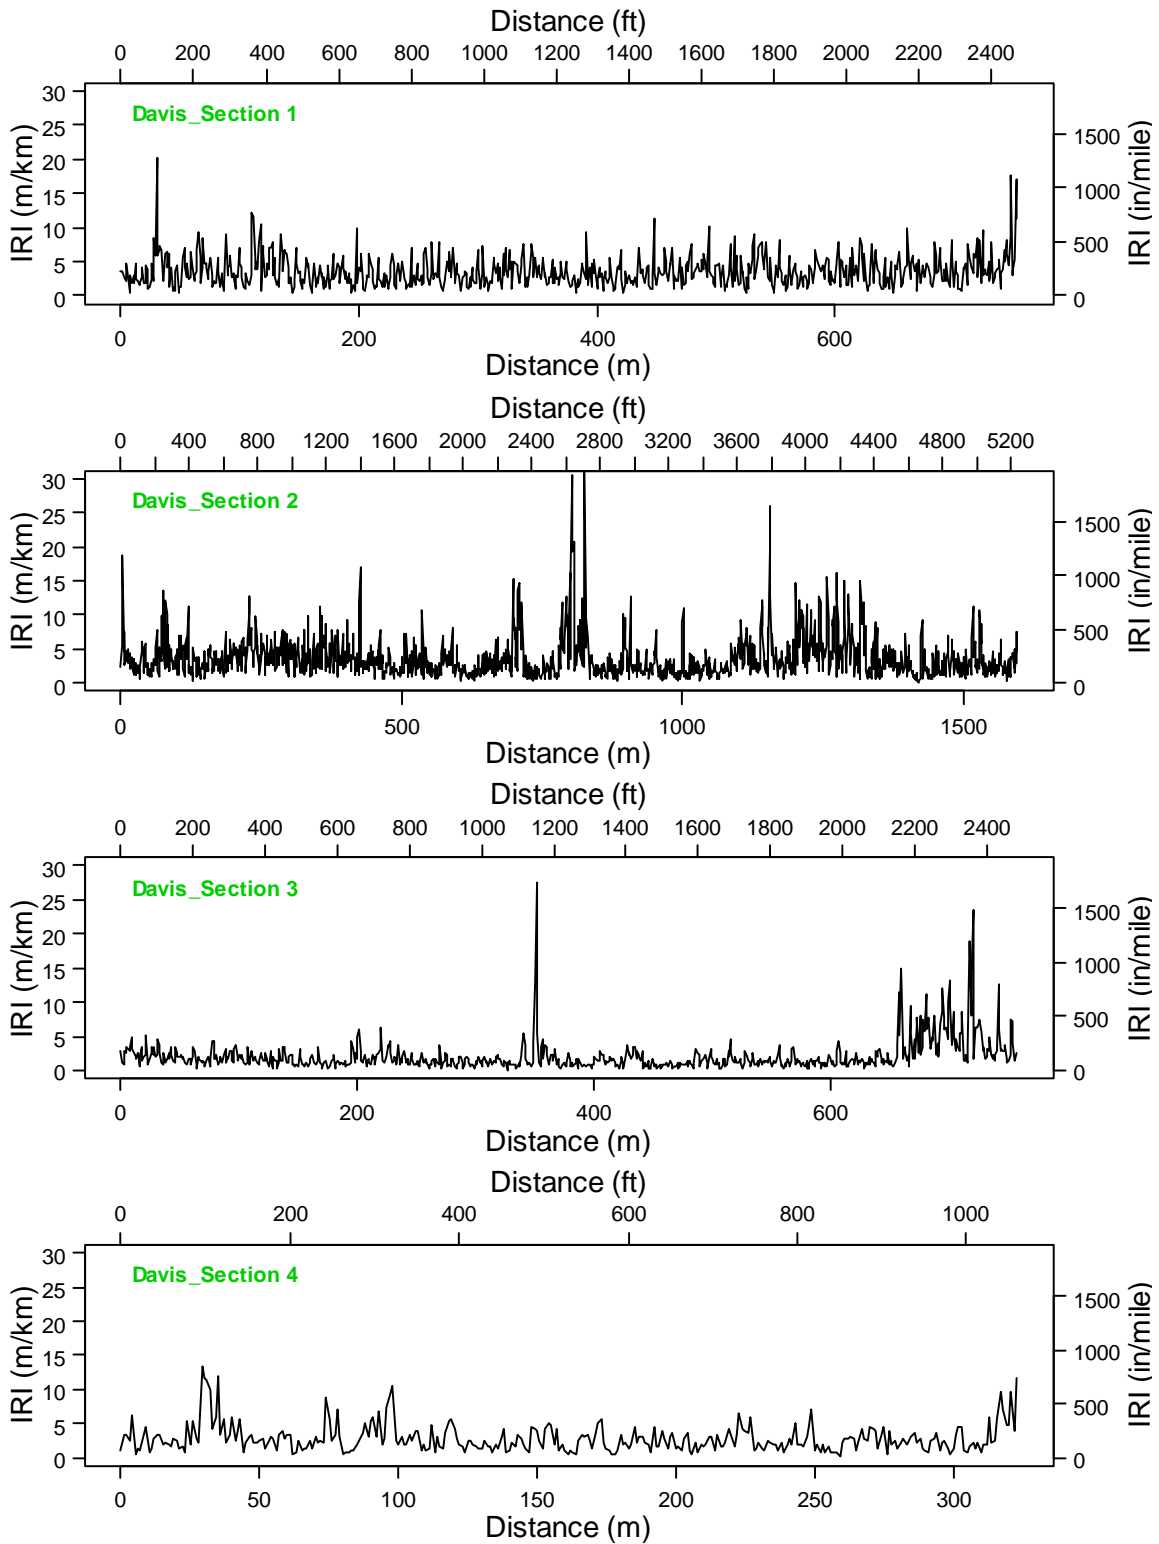 Distance (ft)
0 200 400 600 800 1000 1200 1400 1600 1800 2000 2200 2400
Davis_Section 1
IRI (m/km)
30
25
20
15
10
5
0
IRI (in/mile)
1500
1000
500
0
0 200 400 600
Distance (m)
Distance (ft)
0 400 800 1200 1600 2000 2400 2800 3200 3600 4000 4400 4800 5200
Davis_Section 2
IRI (m/km)
30
25
20
15
10
5
0
IRI (in/mile)
1500
1000
500
0
0 500 1000 1500
Distance (m)
Distance (ft)
0 200 400 600 800 1000 1200 1400 1600 1800 2000 2200 2400
Davis_Section 3
IRI (m/km)
30
25
20
15
10
5
0
IRI (in/mile)
1500
1000
500
0
0 200 400 600
Distance (m)
Distance (ft)
0 200 400 600 800 1000
Davis_Section 4
IRI (m/km)
30
25
20
15
10
5
0
IRI (in/mile)
1500
1000
500
0
0 50 100 150 200 250 300
Distance (m)